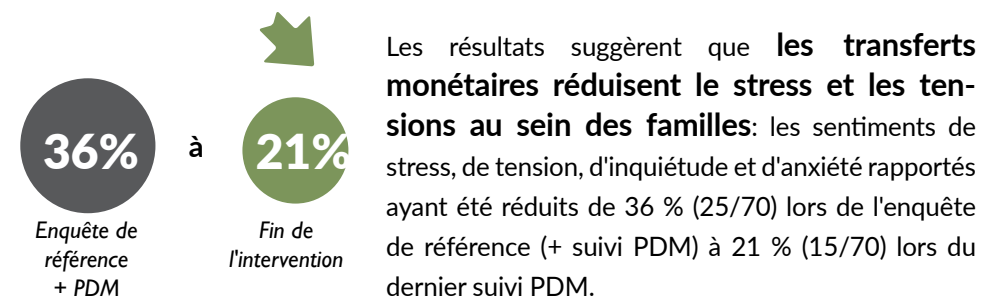 36%
à
21%
Enquête de
référence
+ PDM
Fin de
l'intervention
Les résultats suggèrent que les transferts
monétaires réduisent le stress et les ten-
sions au sein des familles: les sentiments de
stress, de tension, d'inquiétude et d'anxiété rapportés
ayant été réduits de 36 % (25/70) lors de l'enquête
de référence (+ suivi PDM) à 21 % (15/70) lors du
dernier suivi PDM.